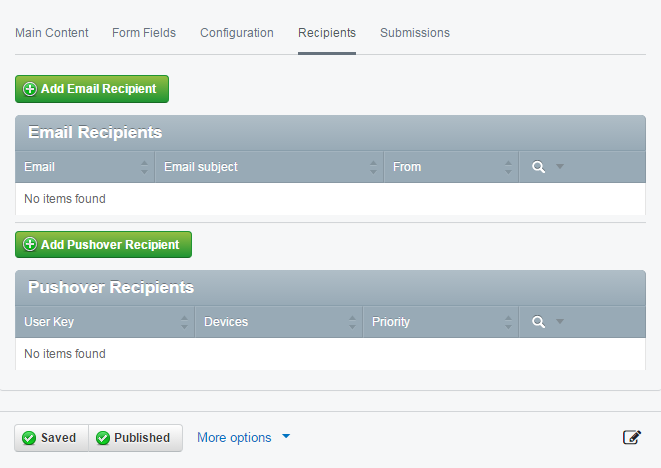 Main Content Form Fields Configuration Recipients Submissions
Add Email Recipient
Email Recipients
Email Email subject From
No items found
Add Pushover Recipient
Pushover Recipients
User Key Devices Priority
No items found
Saved Published More options